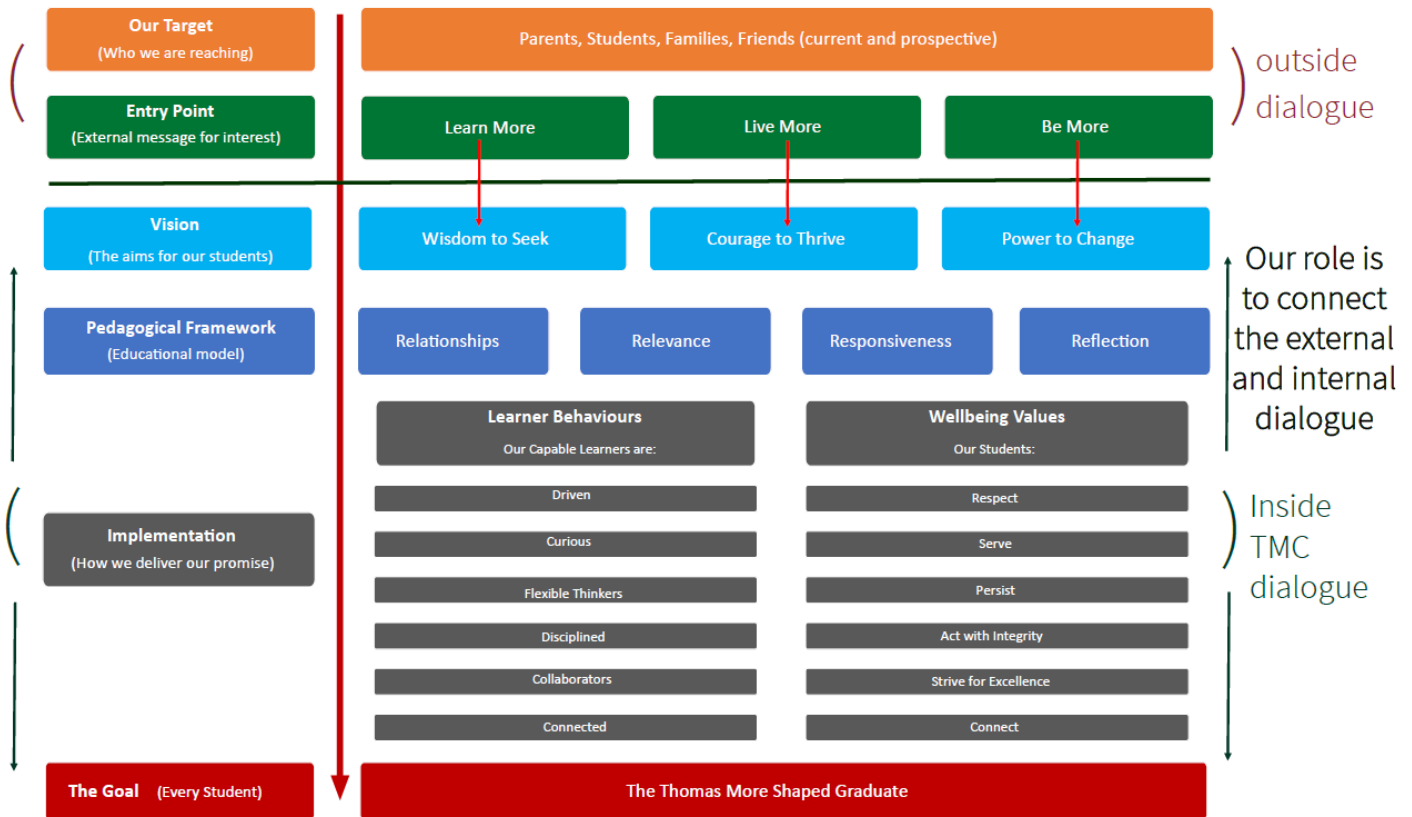 Our Target
(Who we are reaching)
Parents, Students, Families, Friends (current and prospective)
outside
dialogue
Entry Point
(External message for interest)
Learn More
Live More
Be More
Vision
(The aims for our students)
Wisdom to Seek
Courage to Thrive
Power to Change
Our role is
to connect
the external
and internal
dialogue
Pedagogical Framework
(Educational model)
Relationships
Relevance
Responsiveness
Reflection
Learner Behaviours
Our Capable Learners are:
Wellbeing Values
Our Students:
Implementation
(How we deliver our promise)
Driven
Curious
Flexible Thinkers
Disciplined
Collaborators
Connected
Respect
Serve
Persist
Act with Integrity
Strive for Excellence
Connect
Inside
TMC
dialogue
The Goal (Every Student)
The Thomas More Shaped Graduate